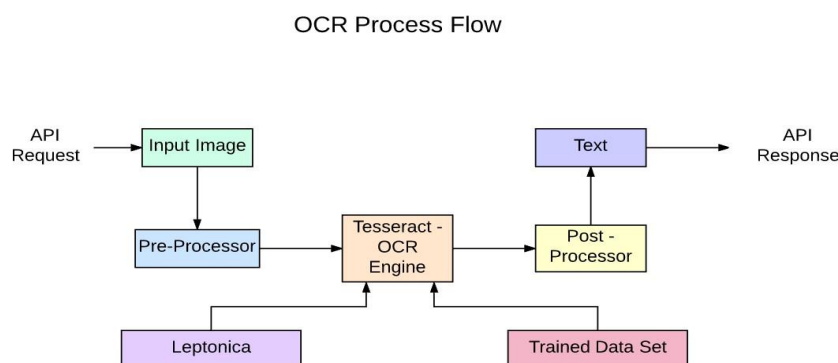 OCR Process Flow
API
Request
Input Image
Text
API
Response
Pre-Processor
Tesseract -
OCR
Engine
Post -
Processor
Leptonica
Trained Data Set